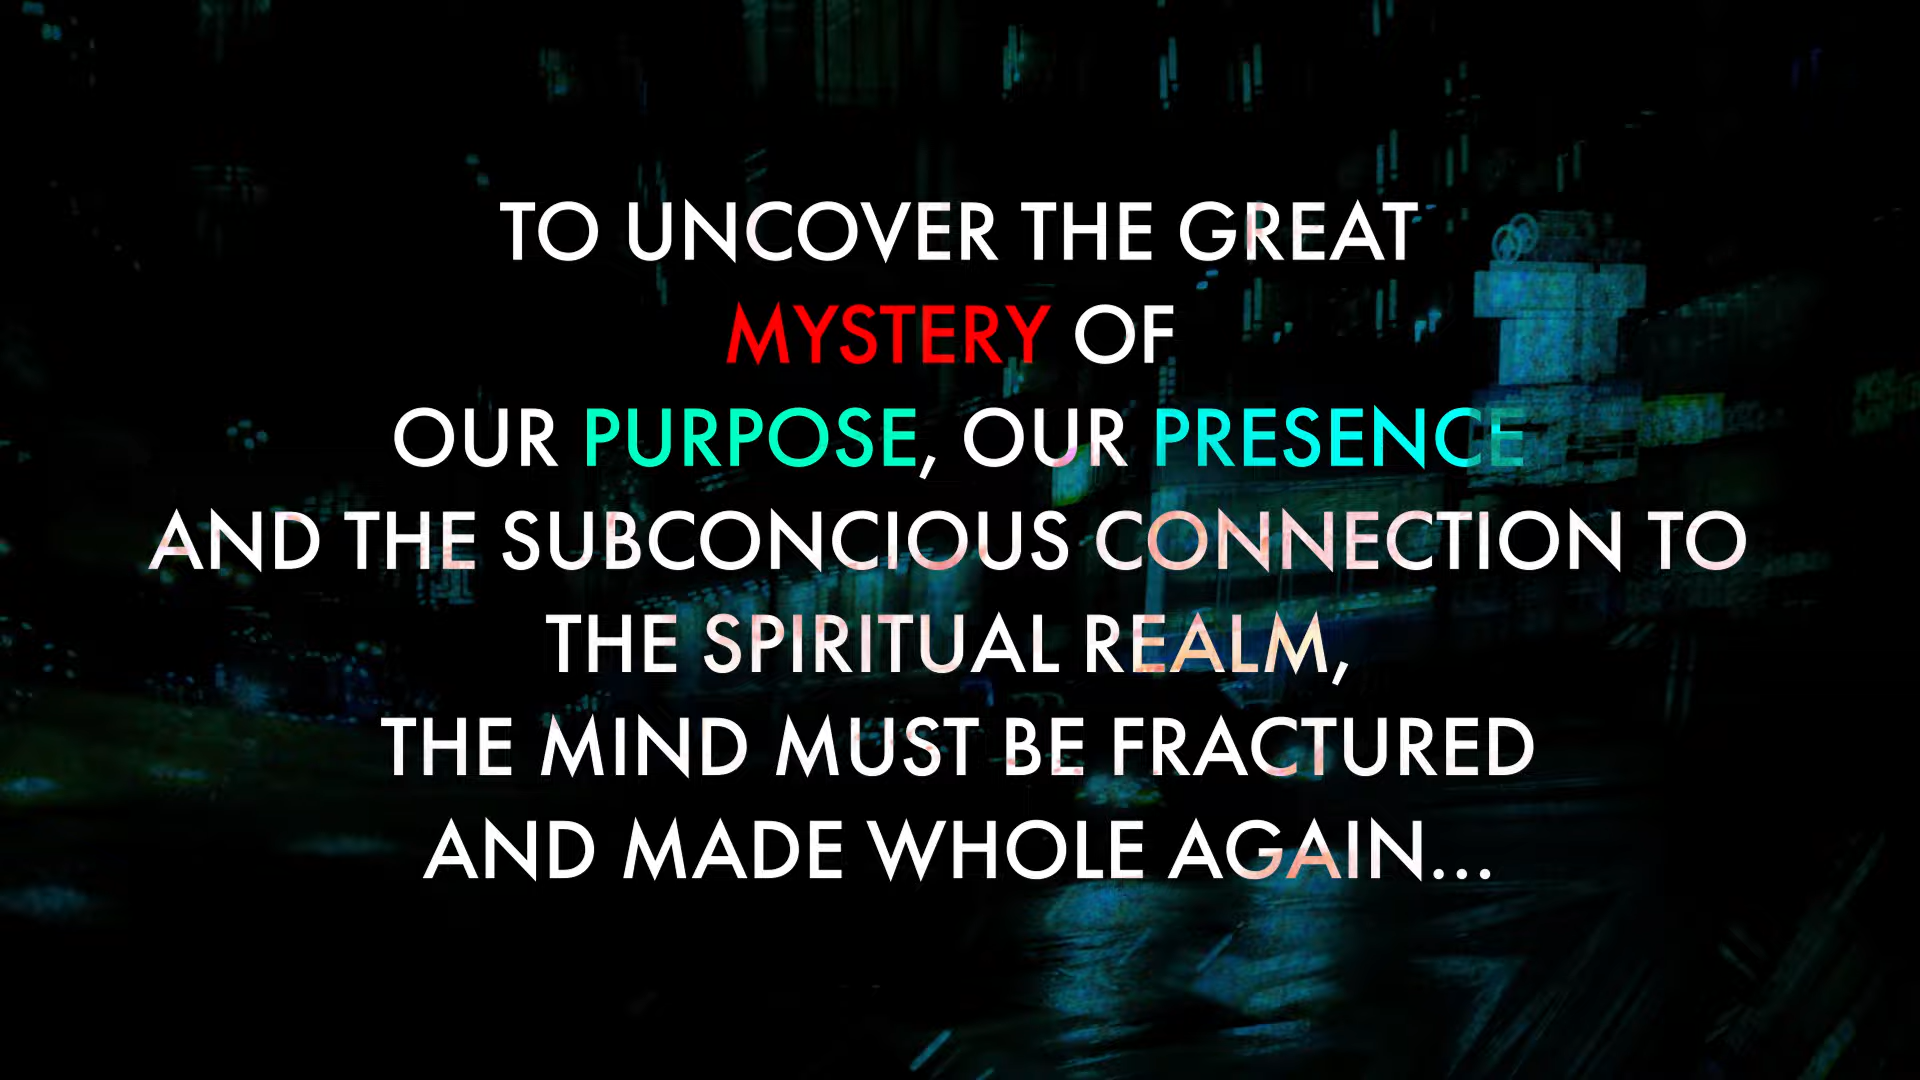 TO UNCOVER THE GREAT
MYSTERY OF
OUR PURPOSE, OUR PRESENCE
AND THE SUBCONCIOUS CONNECTION TO
THE SPIRITUAL REALM,
THE MIND MUST BE FRACTURED
AND MADE WHOLE AGAIN...